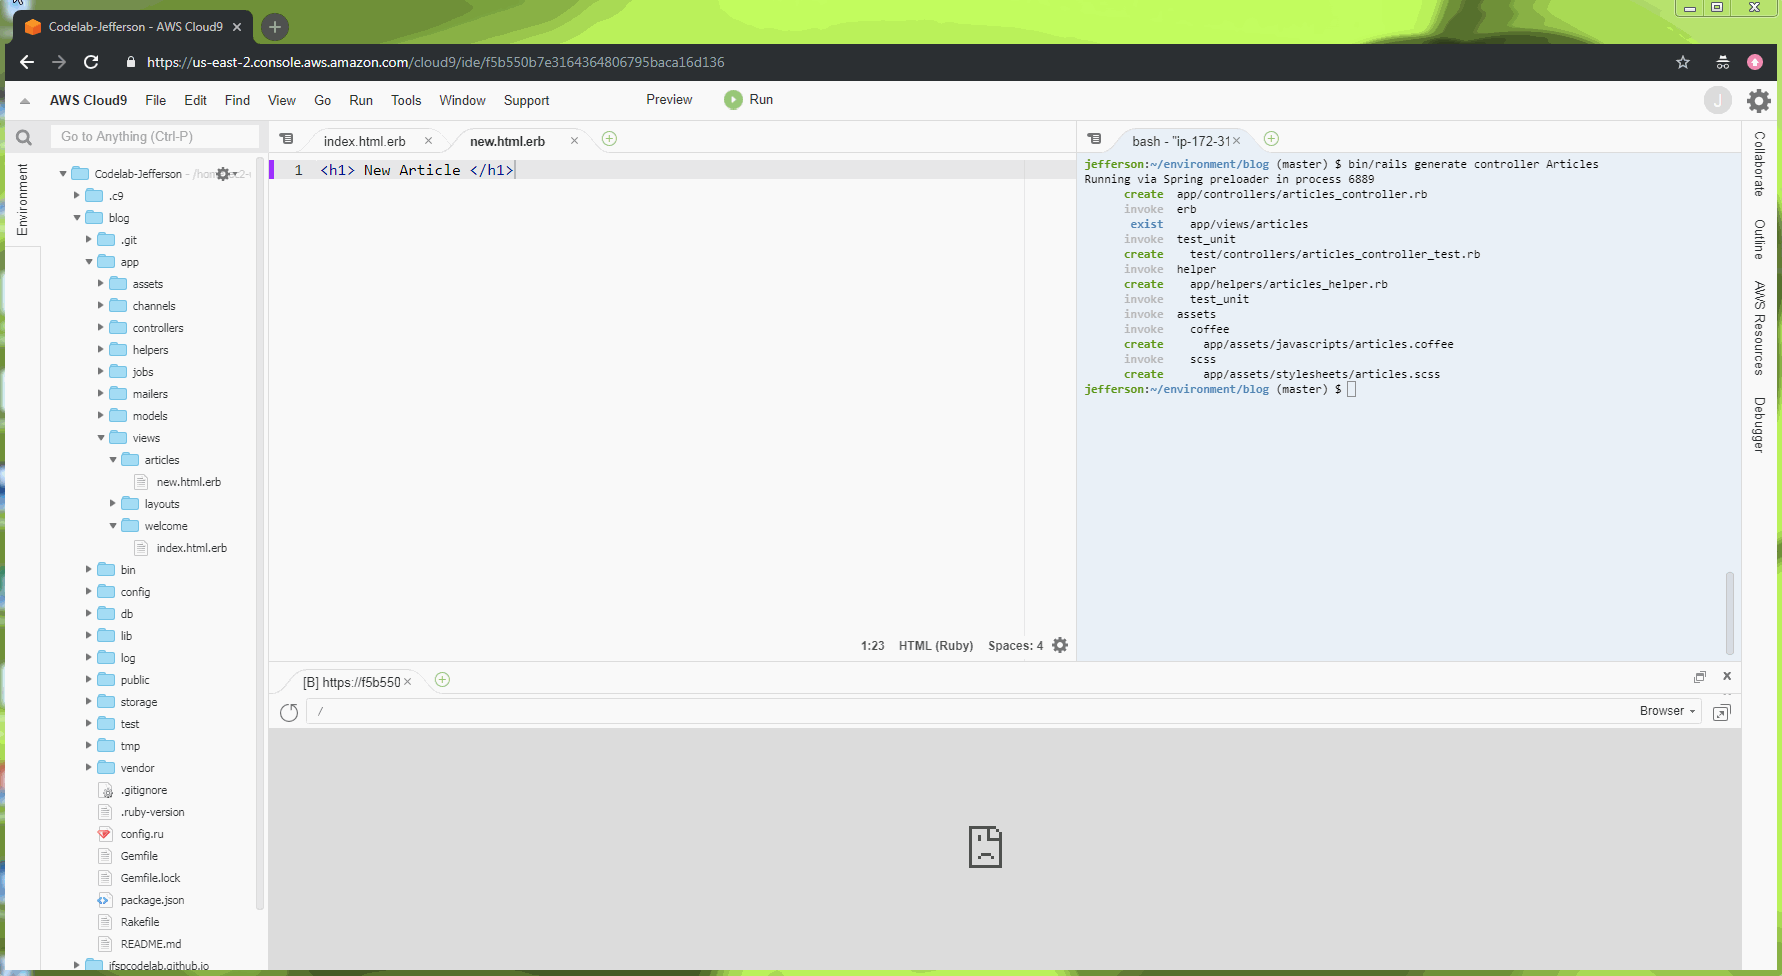 Codelab-Jefferson - AWS Cloud9
https://us-east-2.console.aws.amazon.com/cloud9/ide/f5b550b7e3164364806795baca16d136
AWS Cloud9 File Edit Find View Go Run Tools Window Support Preview Run J
Go to Anything (Ctrl-P)
index.html.erb new.html.erb
bash - "ip-172-31
Environment
Codelab-Jefferson
.c9
blog
.git
app
assets
channels
controllers
helpers
jobs
mailers
models
views
articles
new.html.erb
layouts
welcome
index.html.erb
bin
config
db
lib
log
public
storage
test
tmp
vendor
.gitignore
.ruby-version
config.ru
Gemfile
Gemfile.lock
package.json
Rakefile
README.md
ifspcodelab.github.io
1 <h1> New Article </h1>
1:23 HTML (Ruby) Spaces: 4
jefferson:~/environment/blog (master) $ bin/rails generate controller Articles
Running via Spring preloader in process 6889
create app/controllers/articles_controller.rb
invoke erb
exist app/views/articles
invoke test_unit
create test/controllers/articles_controller_test.rb
invoke helper
create app/helpers/articles_helper.rb
invoke test_unit
invoke assets
invoke coffee
create app/assets/javascripts/articles.coffee
invoke scss
create app/assets/stylesheets/articles.scss
jefferson:~/environment/blog (master) $
Collaborate
Outline
AWS Resources
Debugger
[B] https://f5b550
/
Browser